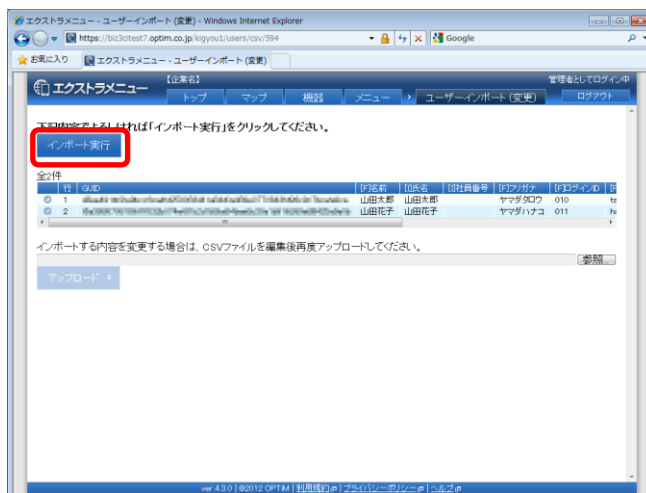 エクストラメニュー - ユーザーインポート (変更) - Windows Internet Explorer
https://biz3citest7.optim.co.jp/kigyou1/users/csv/594
Google
お気に入り
エクストラメニュー - ユーザーインポート (変更)
エクストラメニュー
【企業名】
管理者としてログイン中
トップ
マップ
機器
メニュー
ユーザーインポート (変更)
ログアウト
下記内容でよろしければ「インポート実行」をクリックしてください。
インポート実行
全2件
行 GUID [F]名前 [I]氏名 [I]社員番号 [F]フリガナ [F]ログインID
1 山田太郎 山田太郎 ヤマダタロウ 010
2 山田花子 山田花子 ヤマダハナコ 011
インポートする内容を変更する場合は、CSVファイルを編集後再度アップロードしてください。
参照...
アップロード
ver 4.3.0 | ©2012 OPTiM | 利用規約 | プライバシーポリシー | ヘルプ